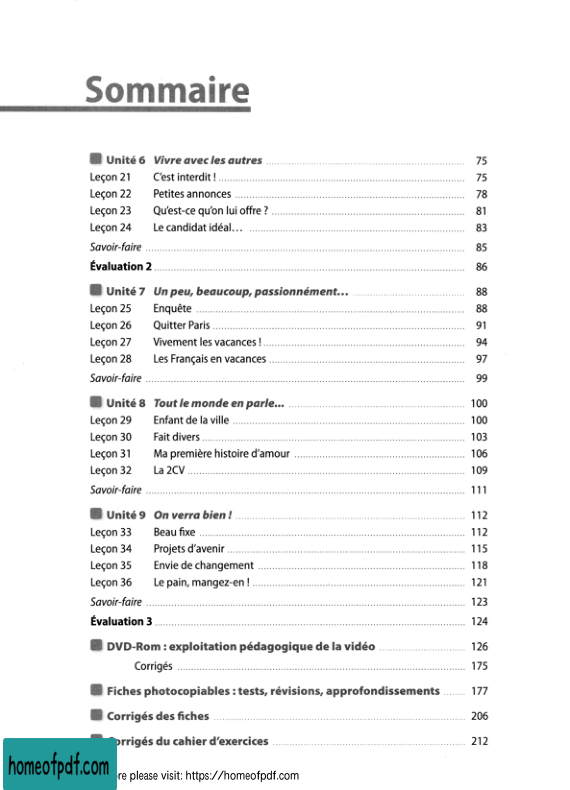 Sommaire
Unité 6 Vivre avec les autres 75
Leçon 21 C'est interdit ! 75
Leçon 22 Petites annonces 78
Leçon 23 Qu'est-ce qu'on lui offre ? 81
Leçon 24 Le candidat idéal… 83
Savoir-faire 85
Évaluation 2 86
Unité 7 Un peu, beaucoup, passionnément… 88
Leçon 25 Enquête 88
Leçon 26 Quitter Paris 91
Leçon 27 Vivement les vacances ! 94
Leçon 28 Les Français en vacances 97
Savoir-faire 99
Unité 8 Tout le monde en parle… 100
Leçon 29 Enfant de la ville 100
Leçon 30 Fait divers 103
Leçon 31 Ma première histoire d'amour 106
Leçon 32 La 2CV 109
Savoir-faire 111
Unité 9 On verra bien ! 112
Leçon 33 Beau fixe 112
Leçon 34 Projets d'avenir 115
Leçon 35 Envie de changement 118
Leçon 36 Le pain, mangez-en ! 121
Savoir-faire 123
Évaluation 3 124
DVD-Rom : exploitation pédagogique de la vidéo 126
Corrigés 175
Fiches photocopiables : tests, révisions, approfondissements 177
Corrigés des fiches 206
orrigés du cahier d'exercices 212
homeofpdf.com
re please visit: https://homeofpdf.com